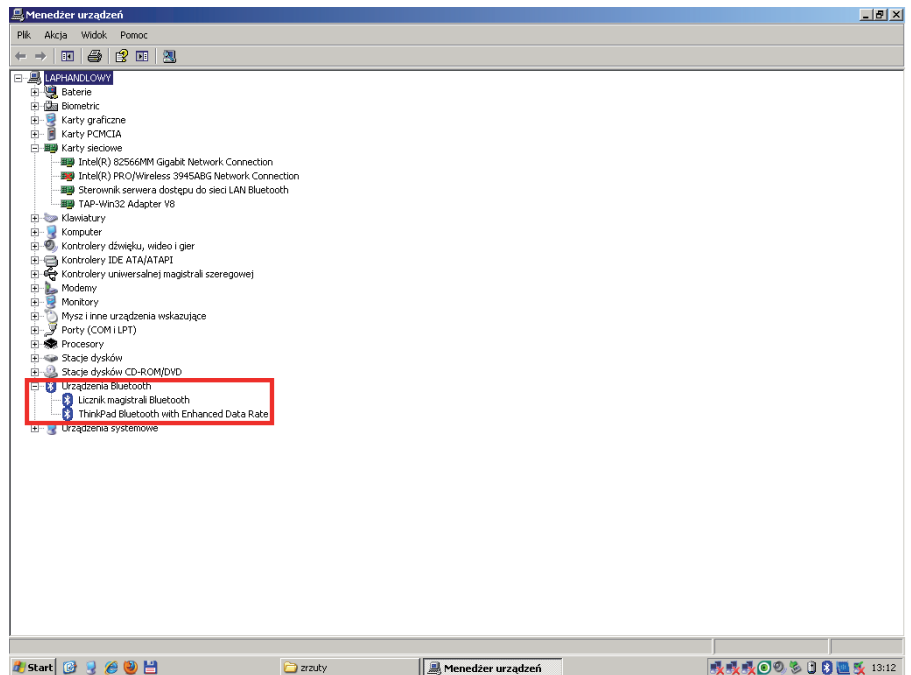 Menedżer urządzeń
Plik Akcja Widok Pomoc
LAPHANDLOWY
Baterie
Biometric
Karty graficzne
Karty PCMCIA
Karty sieciowe
Intel(R) 82566MM Gigabit Network Connection
Intel(R) PRO/Wireless 3945ABG Network Connection
Sterownik serwera dostępu do sieci LAN Bluetooth
TAP-Win32 Adapter V8
Klawiatury
Komputer
Kontrolery dźwięku, wideo i gier
Kontrolery IDE ATA/ATAPI
Kontrolery uniwersalnej magistrali szeregowej
Modemy
Monitory
Mysz i inne urządzenia wskazujące
Porty (COM i LPT)
Procesory
Stacje dysków
Stacje dysków CD-ROM/DVD
Urządzenia Bluetooth
Licznik magistrali Bluetooth
ThinkPad Bluetooth with Enhanced Data Rate
Urządzenia systemowe
Start zrzuty Menedżer urządzeń 13:12